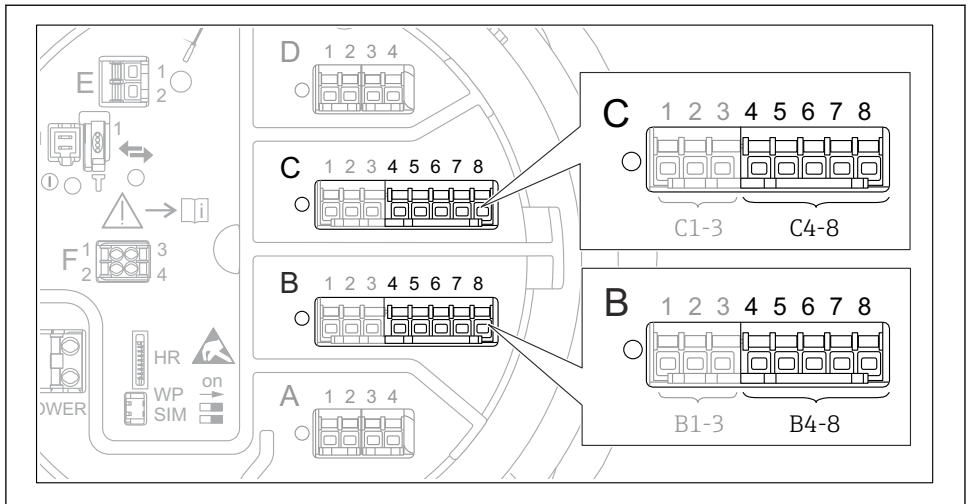 D 1 2 3 4
E 1
2
1
C 1 2 3 4 5 6 7 8
i
F 1 3
2 4
B 1 2 3 4 5 6 7 8
HR
WP on
SIM
OWER
A 1 2 3 4
C 1 2 3 4 5 6 7 8
C1-3 C4-8
B 1 2 3 4 5 6 7 8
B1-3 B4-8